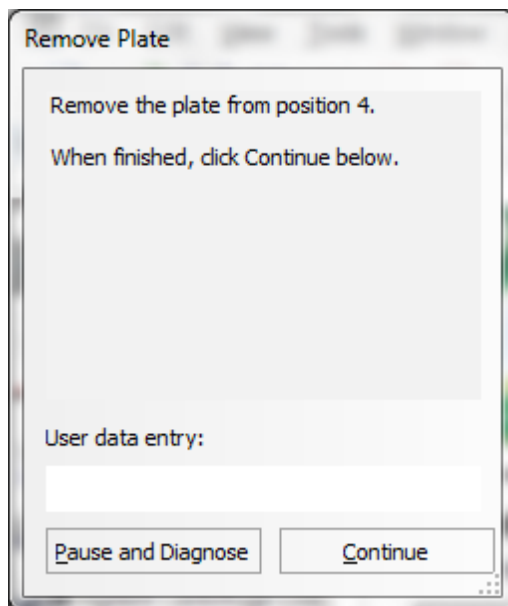 Remove Plate
Remove the plate from position 4.
When finished, click Continue below.
User data entry:
Pause and Diagnose
Continue